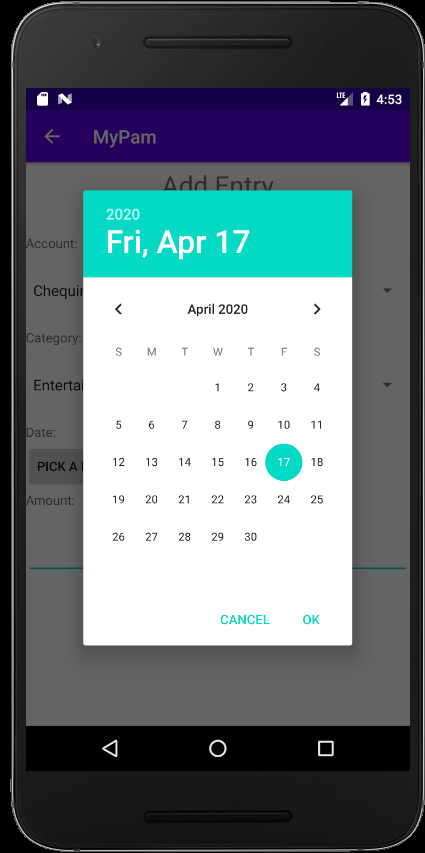 LTE 4:53
MyPam
Add Entry
2020
Fri, Apr 17
Account:
April 2020
S M T W T F S
Category:
1 2 3 4
5 6 7 8 9 10 11
Date:
12 13 14 15 16 17 18
PICK A
Amount:
19 20 21 22 23 24 25
26 27 28 29 30
CANCEL OK